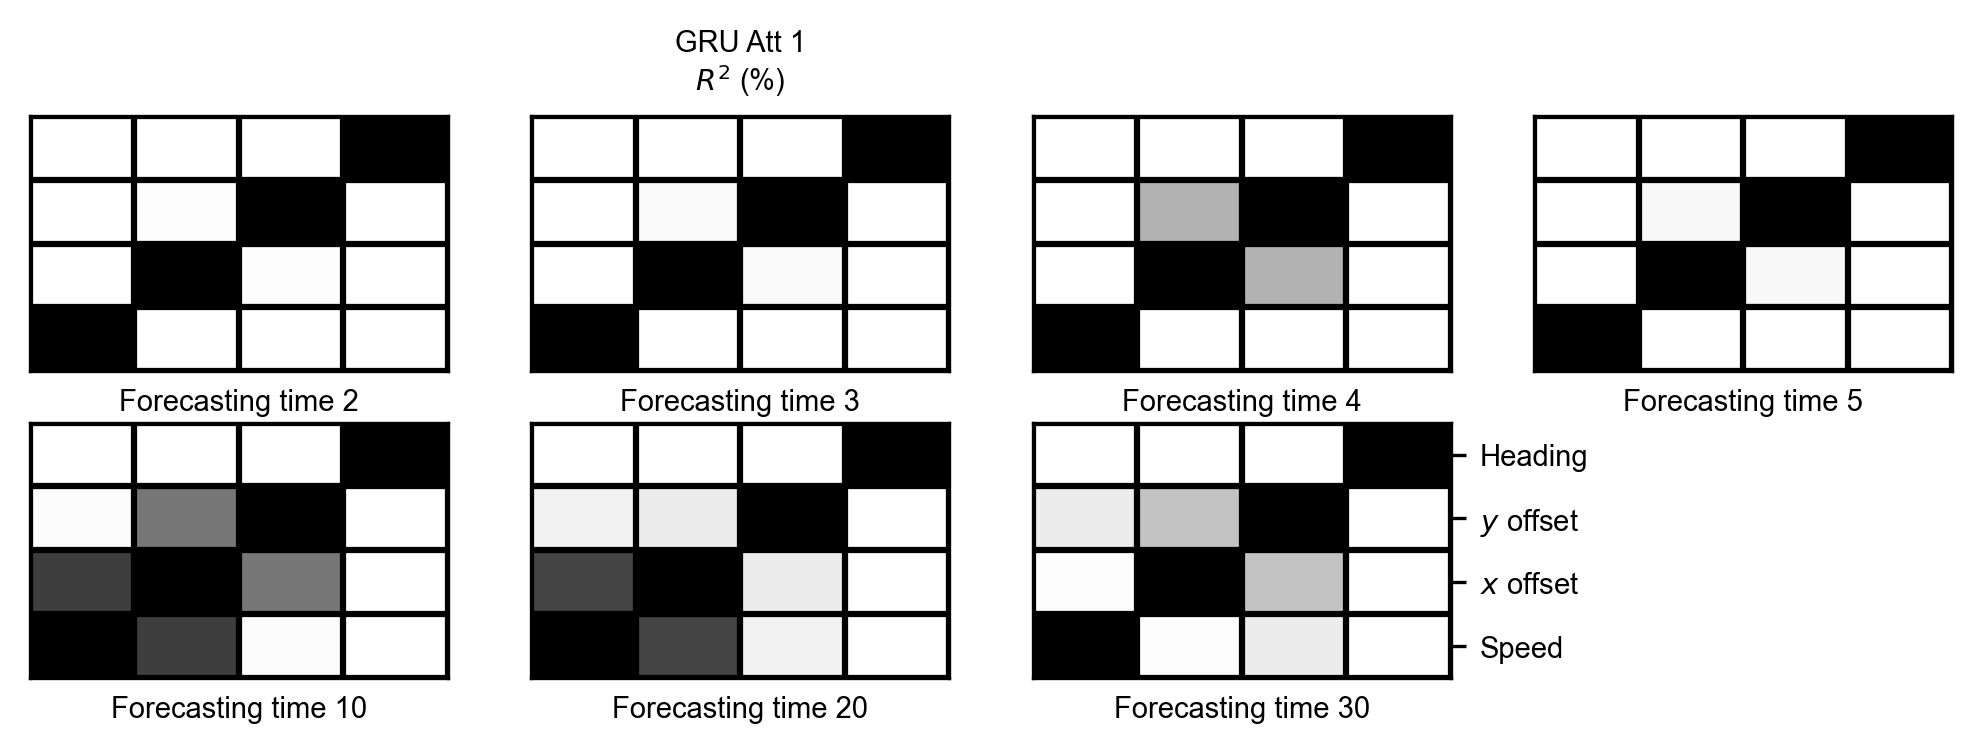 GRU Att 1
R² (%)
Forecasting time 2
Forecasting time 3
Forecasting time 4
Forecasting time 5
Heading
y offset
x offset
Speed
Forecasting time 10
Forecasting time 20
Forecasting time 30